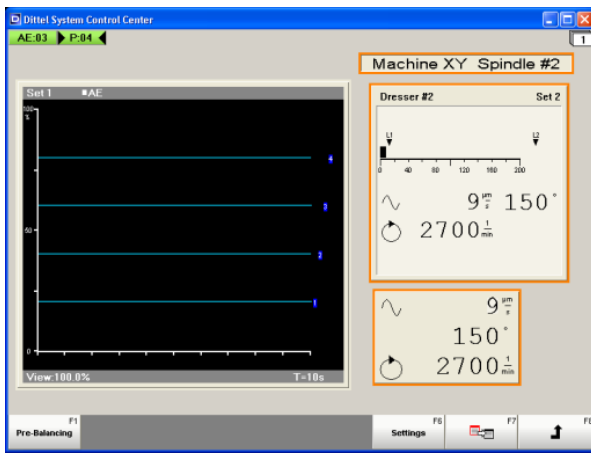 Dittel System Control Center
AE:03 P:04
1
Machine XY Spindle #2
Set 1 AE
100
%
50
0
4
3
2
1
View:100.0% T=10s
Dresser #2 Set 2
L1 L2
0 40 80 120 160 200
9 µm/s 150°
2700 1/min
9 µm/s
150°
2700 1/min
F1
Pre-Balancing
F6
Settings
F7
F8